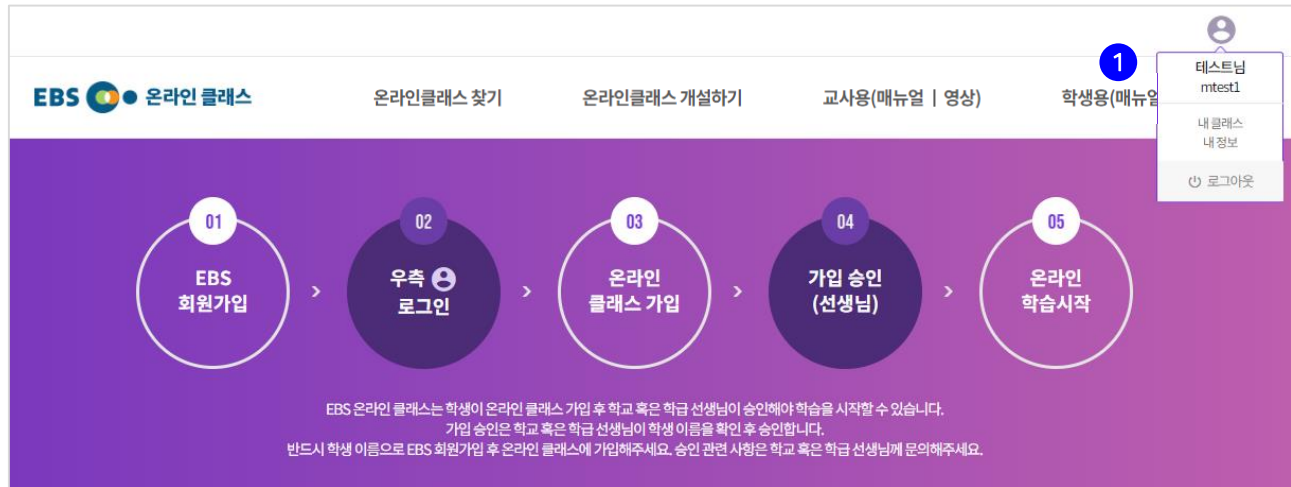 1
테스트님
mtest1
EBS 온라인 클래스
온라인클래스 찾기
온라인클래스 개설하기
교사용(매뉴얼 | 영상)
학생용(매뉴얼
내 클래스
내 정보
로그아웃
01
EBS
회원가입
02
우측
로그인
03
온라인
클래스 가입
04
가입 승인
(선생님)
05
온라인
학습시작
EBS 온라인 클래스는 학생이 온라인 클래스 가입 후 학교 혹은 학급 선생님이 승인해야 학습을 시작할 수 있습니다.
가입 승인은 학교 혹은 학급 선생님이 학생 이름을 확인 후 승인합니다.
반드시 학생 이름으로 EBS 회원가입 후 온라인 클래스에 가입해주세요. 승인 관련 사항은 학교 혹은 학급 선생님께 문의해주세요.